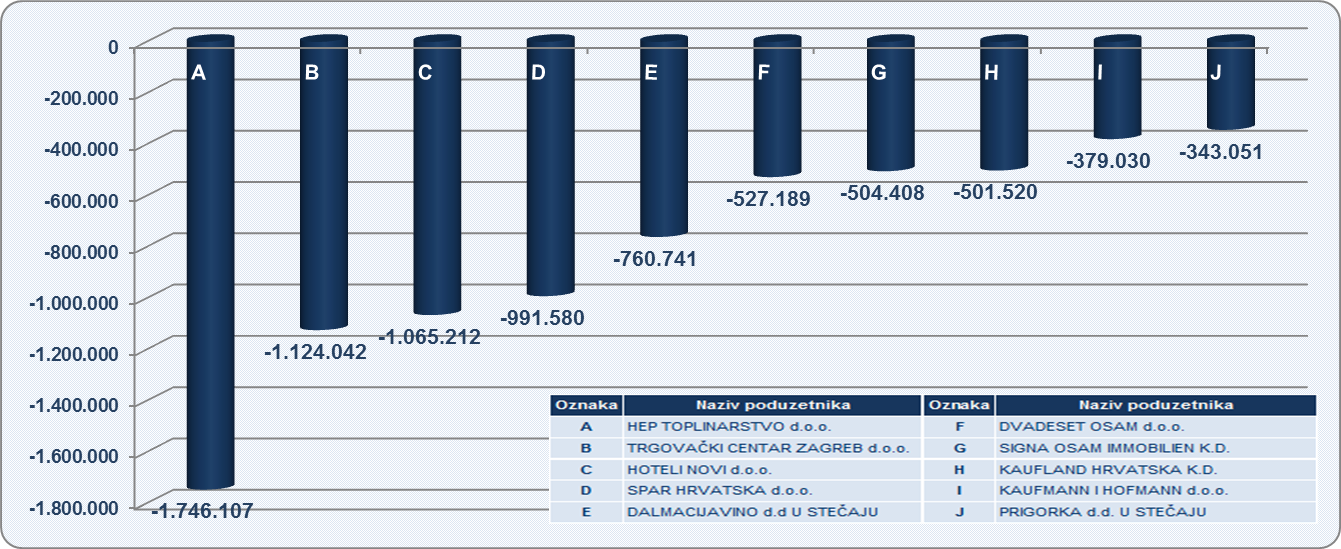 0
-200.000
-400.000
-600.000
-800.000
-1.000.000
-1.200.000
-1.400.000
-1.600.000
-1.800.000
A B C D E F G H I J
-1.746.107
-1.124.042
-1.065.212
-991.580
-760.741
-527.189
-504.408
-501.520
-379.030
-343.051
Oznaka Naziv poduzetnika Oznaka Naziv poduzetnika
A HEP TOPLINARSTVO d.o.o. F DVADESET OSAM d.o.o.
B TRGOVAČKI CENTAR ZAGREB d.o.o. G SIGNA OSAM IMMOBILIEN K.D.
C HOTELI NOVI d.o.o. H KAUFLAND HRVATSKA K.D.
D SPAR HRVATSKA d.o.o. I KAUFMANN I HOFMANN d.o.o.
E DALMACIJAVINO d.d U STEČAJU J PRIGORKA d.d. U STEČAJU